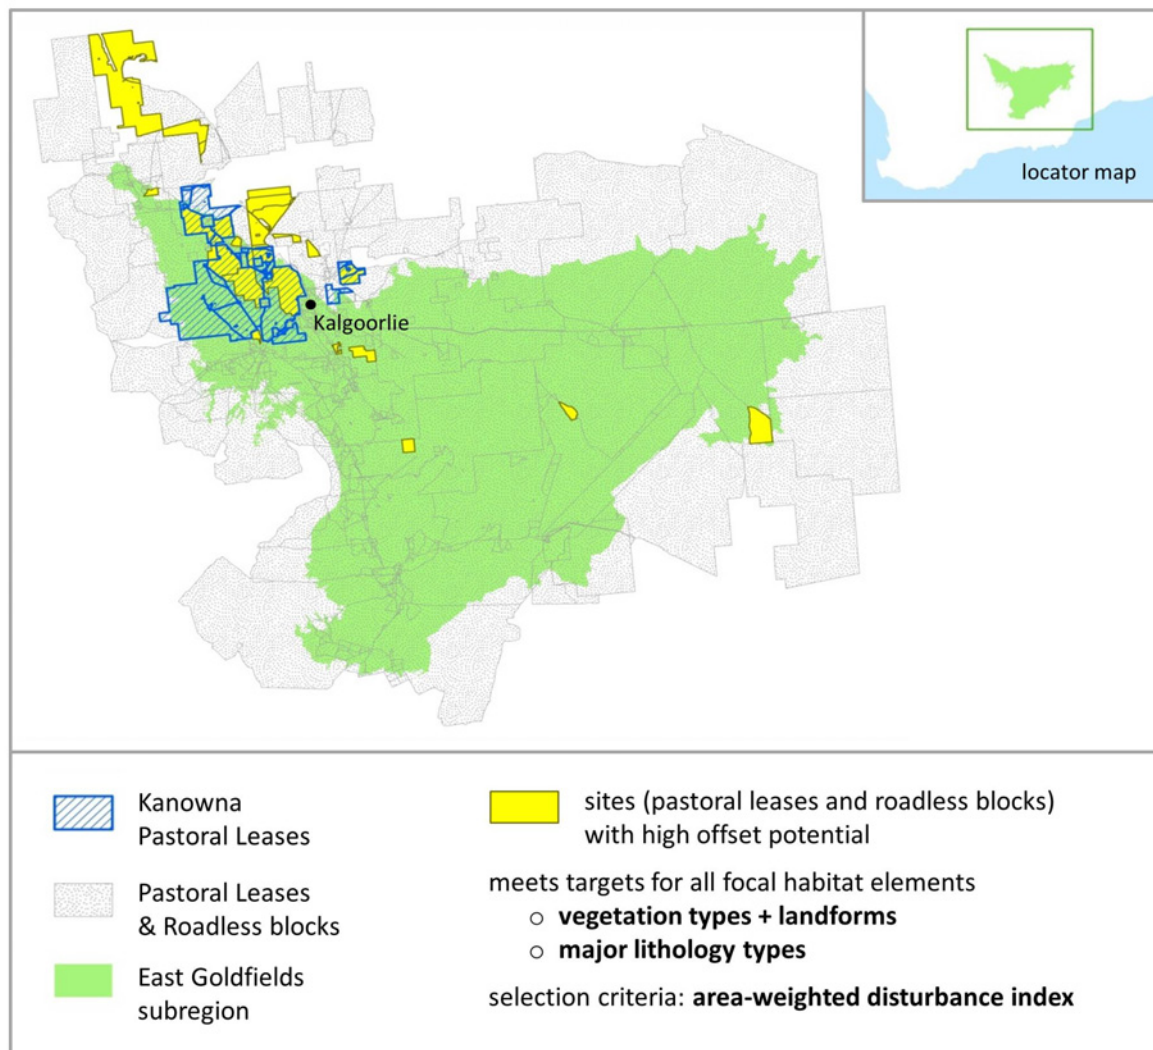 locator map
Kalgoorlie
Kanowna
Pastoral Leases
Pastoral Leases
& Roadless blocks
East Goldfields
subregion
sites (pastoral leases and roadless blocks)
with high offset potential
meets targets for all focal habitat elements
o vegetation types + landforms
o major lithology types
selection criteria: area-weighted disturbance index